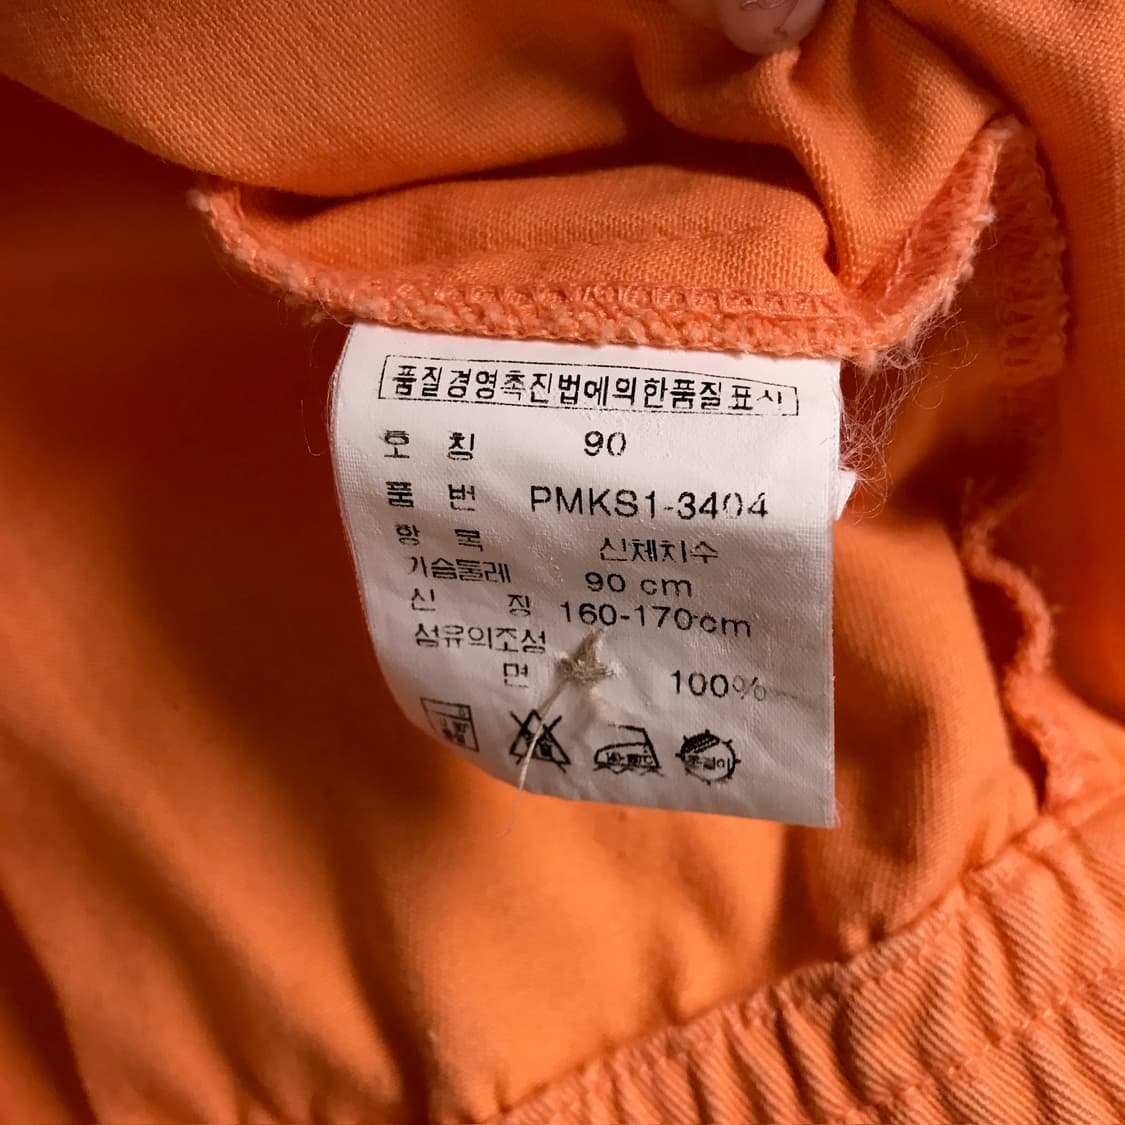 품질경영촉진법에의한품질표시
호 칭 90
품 번 PMKS1-3404
항 목 신체치수
가슴둘레 90 cm
신 장 160-170cm
섬유의조성
면 100%